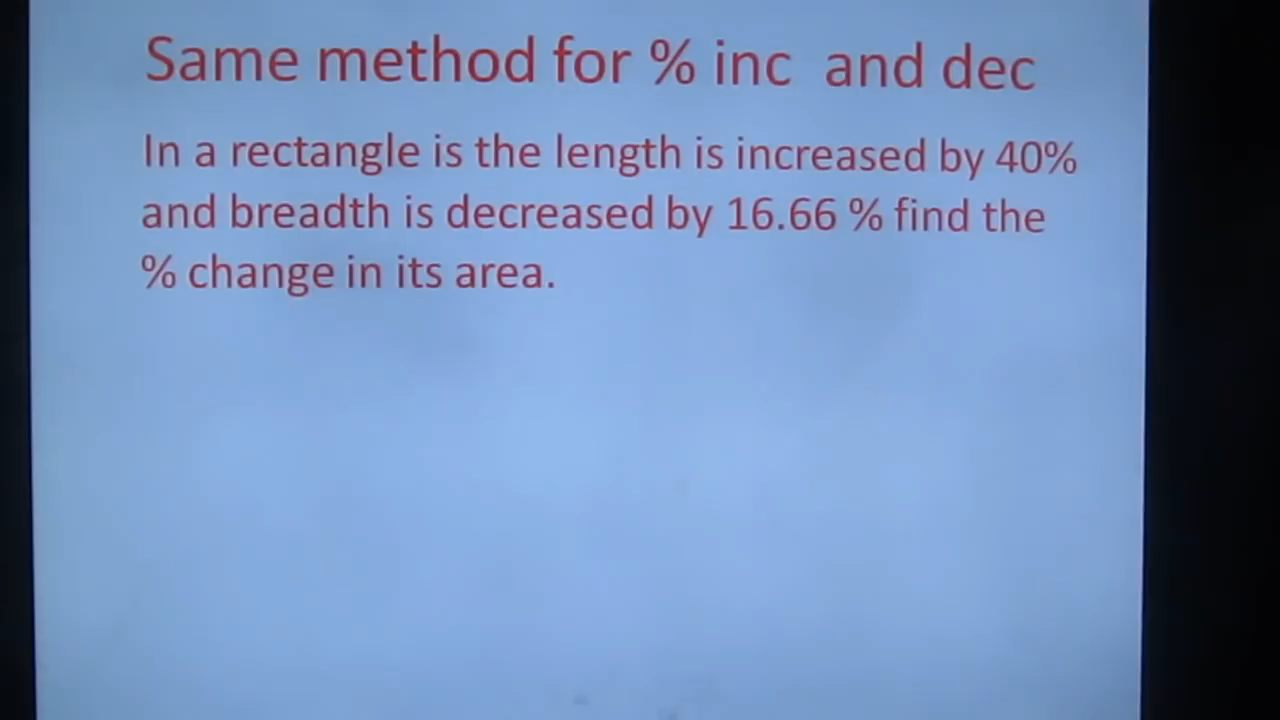 Same method for % inc and dec
In a rectangle is the length is increased by 40%
and breadth is decreased by 16.66 % find the
% change in its area.